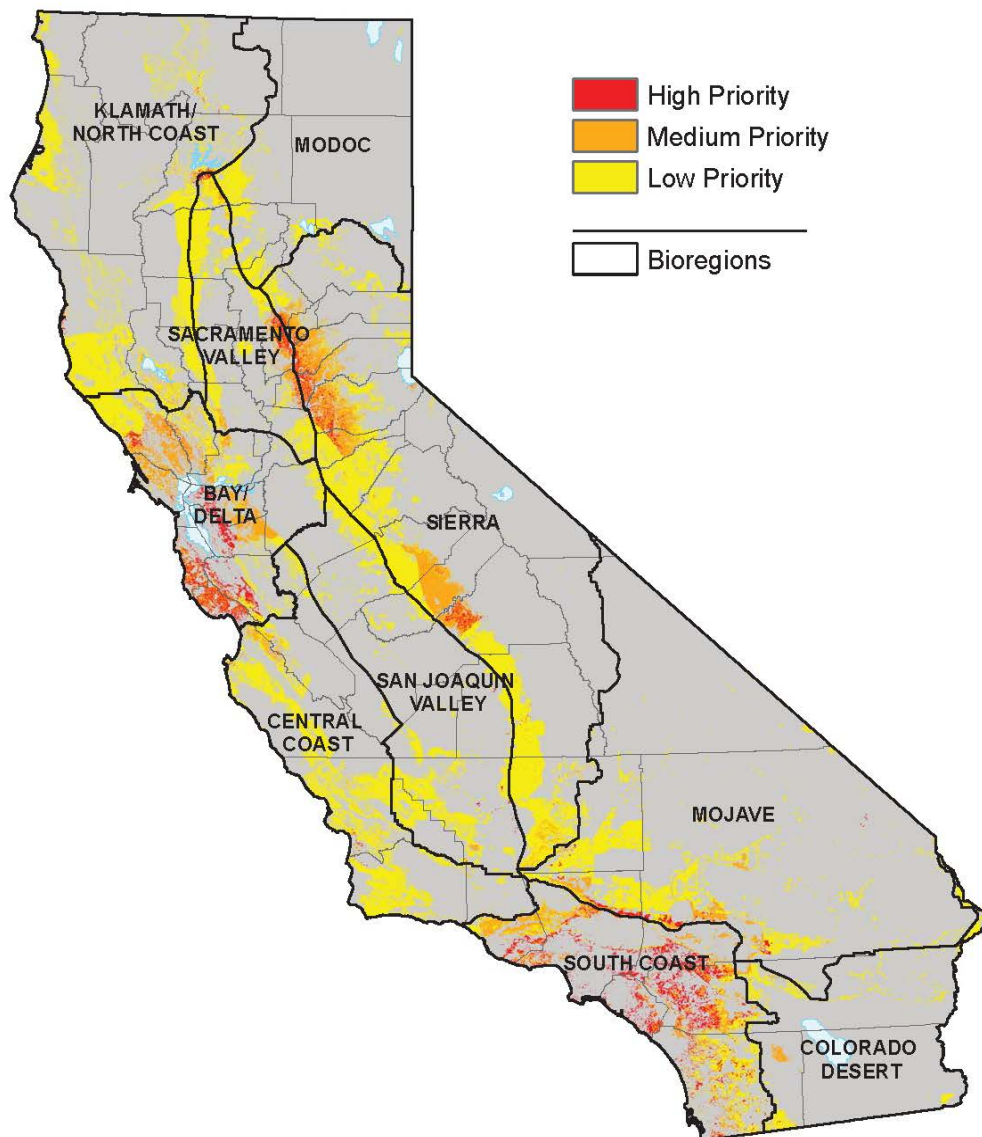 High Priority
Medium Priority
Low Priority
Bioregions
KLAMATH/
NORTH COAST
MODOC
SACRAMENTO
VALLEY
BAY/
DELTA
SIERRA
SAN JOAQUIN
VALLEY
CENTRAL
COAST
MOJAVE
SOUTH COAST
COLORADO
DESERT